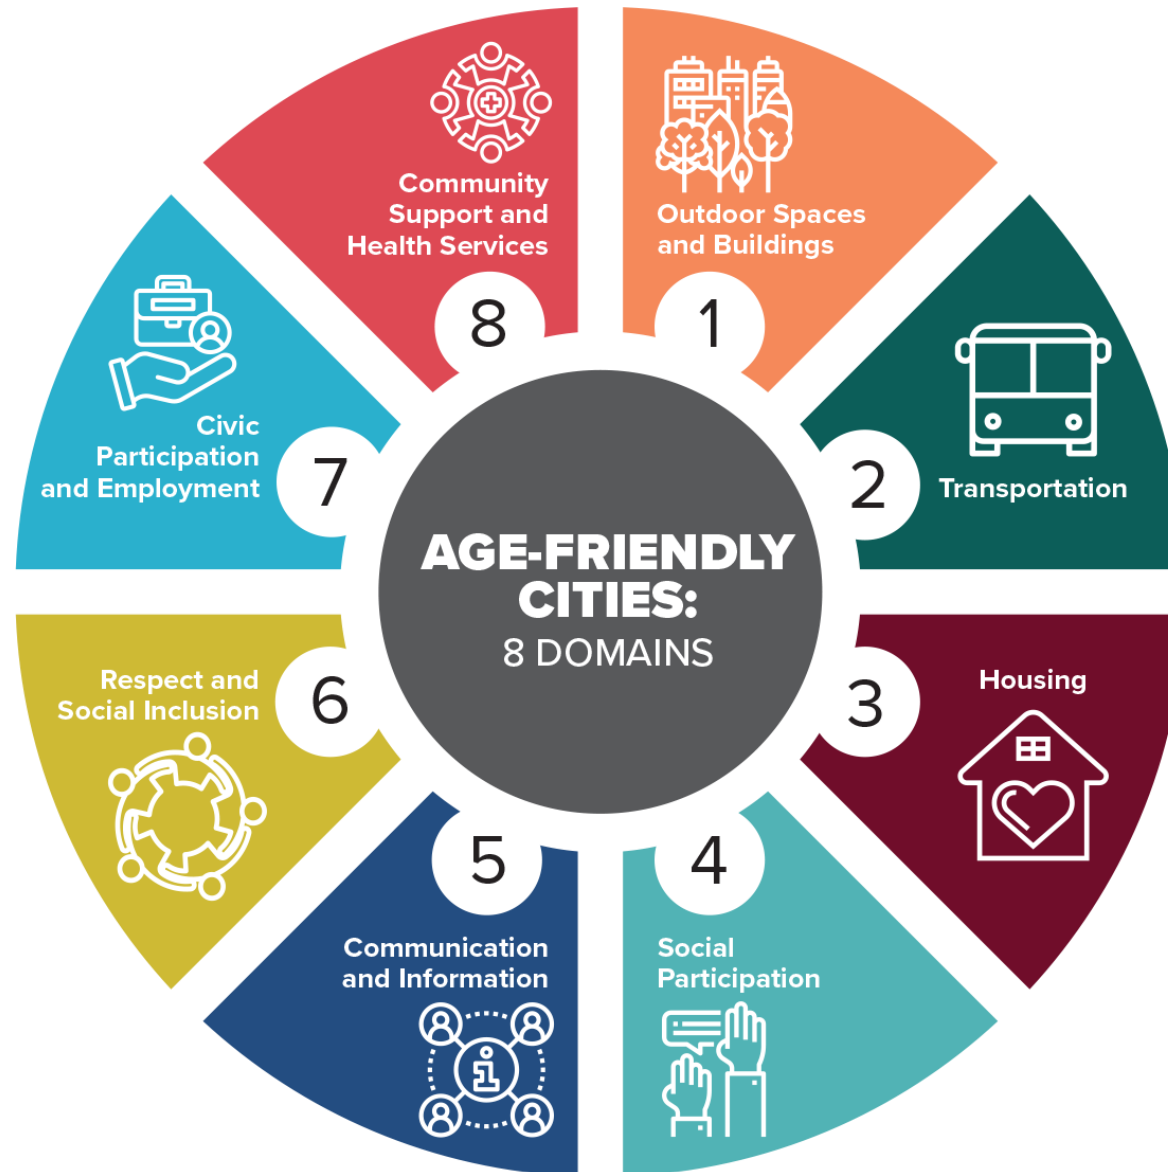 AGE-FRIENDLY
CITIES:
8 DOMAINS
Outdoor Spaces
and Buildings
1
2
Transportation
3
Housing
4
Social
Participation
5
Communication
and Information
6
Respect and
Social Inclusion
7
Civic
Participation
and Employment
8
Community
Support and
Health Services